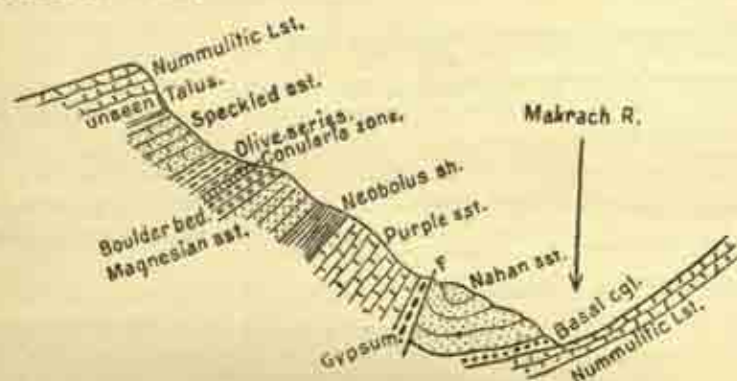 Nummulitic Lst.
unseen Talus.
Speckled sst.
Olive series.
Conularia zone.
Makrach R.
Neobolus sh.
Boulder bed.
Magnesian sst.
Purple sst.
F
Nahan sst.
Basal cgl.
Gypsum
Nummulitic Lst.